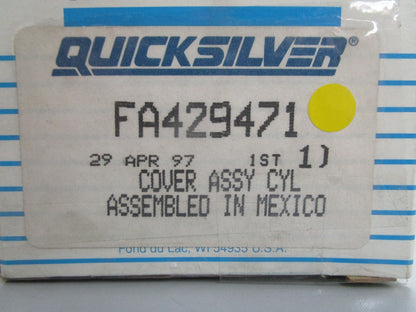 QUICKSILVER®
FA429471
29 APR 97 1ST 1)
COVER ASSY CYL
ASSEMBLED IN MEXICO
Fond du Lac, WI 54935 U.S.A.